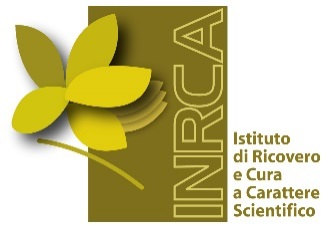 INRCA
Istituto
di Ricovero
e Cura
a Carattere
Scientifico